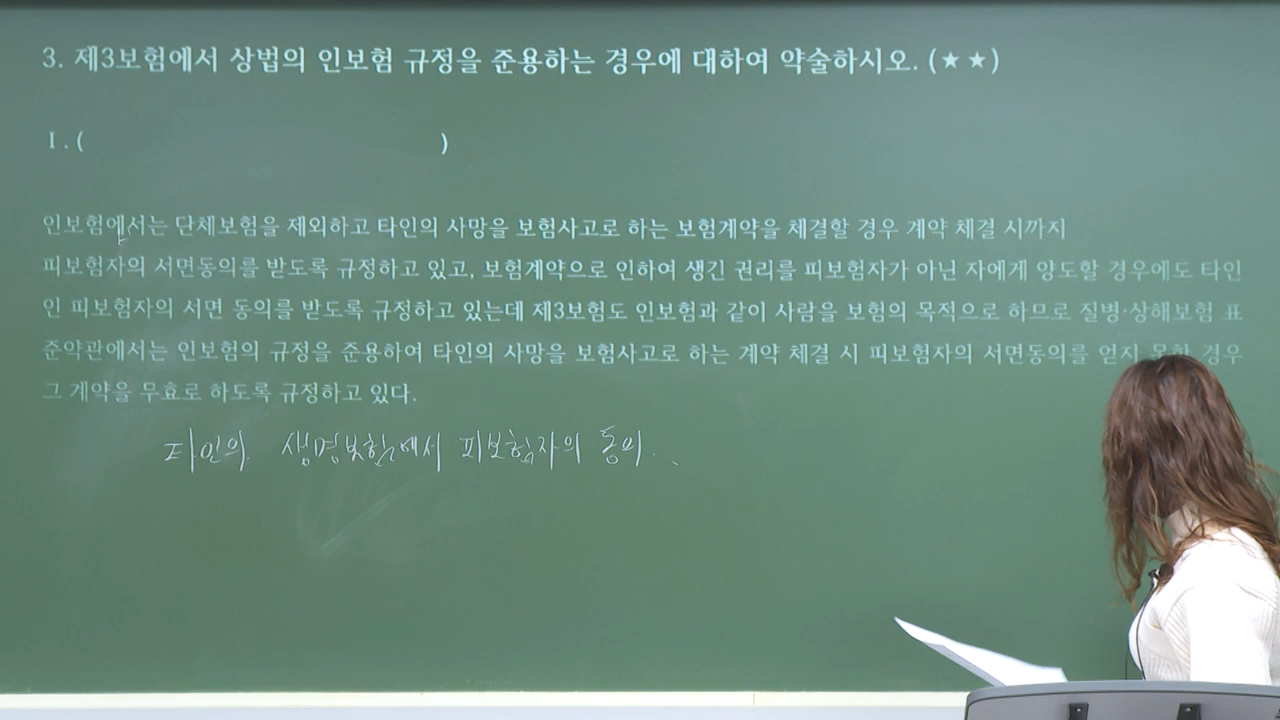 3. 제3보험에서 상법의 인보험 규정을 준용하는 경우에 대하여 약술하시오. (★★)
Ⅰ. ( )
인보험에서는 단체보험을 제외하고 타인의 사망을 보험사고로 하는 보험계약을 체결할 경우 계약 체결 시까지
피보험자의 서면동의를 받도록 규정하고 있고, 보험계약으로 인하여 생긴 권리를 피보험자가 아닌 자에게 양도할 경우에도 타인
인 피보험자의 서면 동의를 받도록 규정하고 있는데 제3보험도 인보험과 같이 사람을 보험의 목적으로 하므로 질병·상해보험 표
준약관에서는 인보험의 규정을 준용하여 타인의 사망을 보험사고로 하는 계약 체결 시 피보험자의 서면동의를 얻지 경우
그 계약을 무효로 하도록 규정하고 있다.
타인의 생명보험에서 피보험자의 동의.